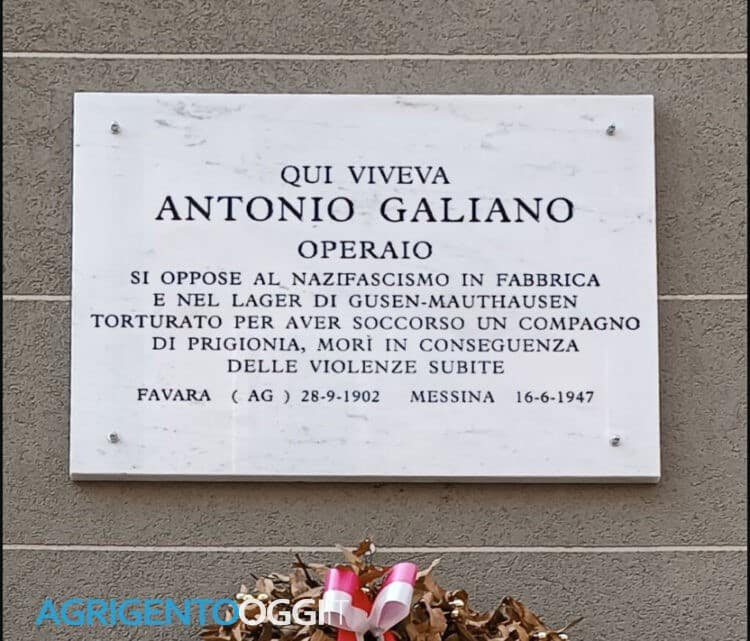 QUI VIVEVA
ANTONIO GALIANO
OPERAIO
SI OPPOSE AL NAZIFASCISMO IN FABBRICA
E NEL LAGER DI GUSEN-MAUTHAUSEN
TORTURATO PER AVER SOCCORSO UN COMPAGNO
DI PRIGIONIA, MORÌ IN CONSEGUENZA
DELLE VIOLENZE SUBITE
FAVARA ( AG ) 28-9-1902 MESSINA 16-6-1947
AGRIGENTOOGGI.IT